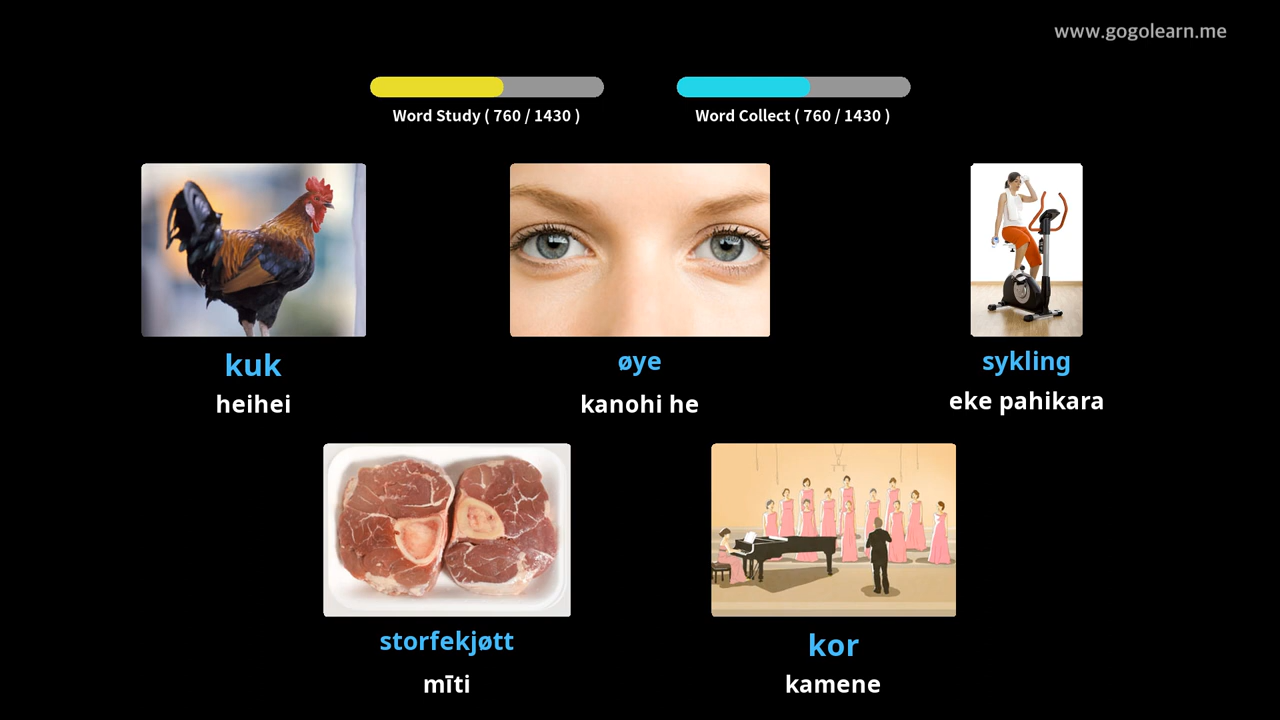 www.gogolearn.me
Word Study ( 760 / 1430 )
Word Collect ( 760 / 1430 )
kuk
heihei
øye
kanohi he
sykling
eke pahikara
storfekjøtt
mīti
kor
kamene